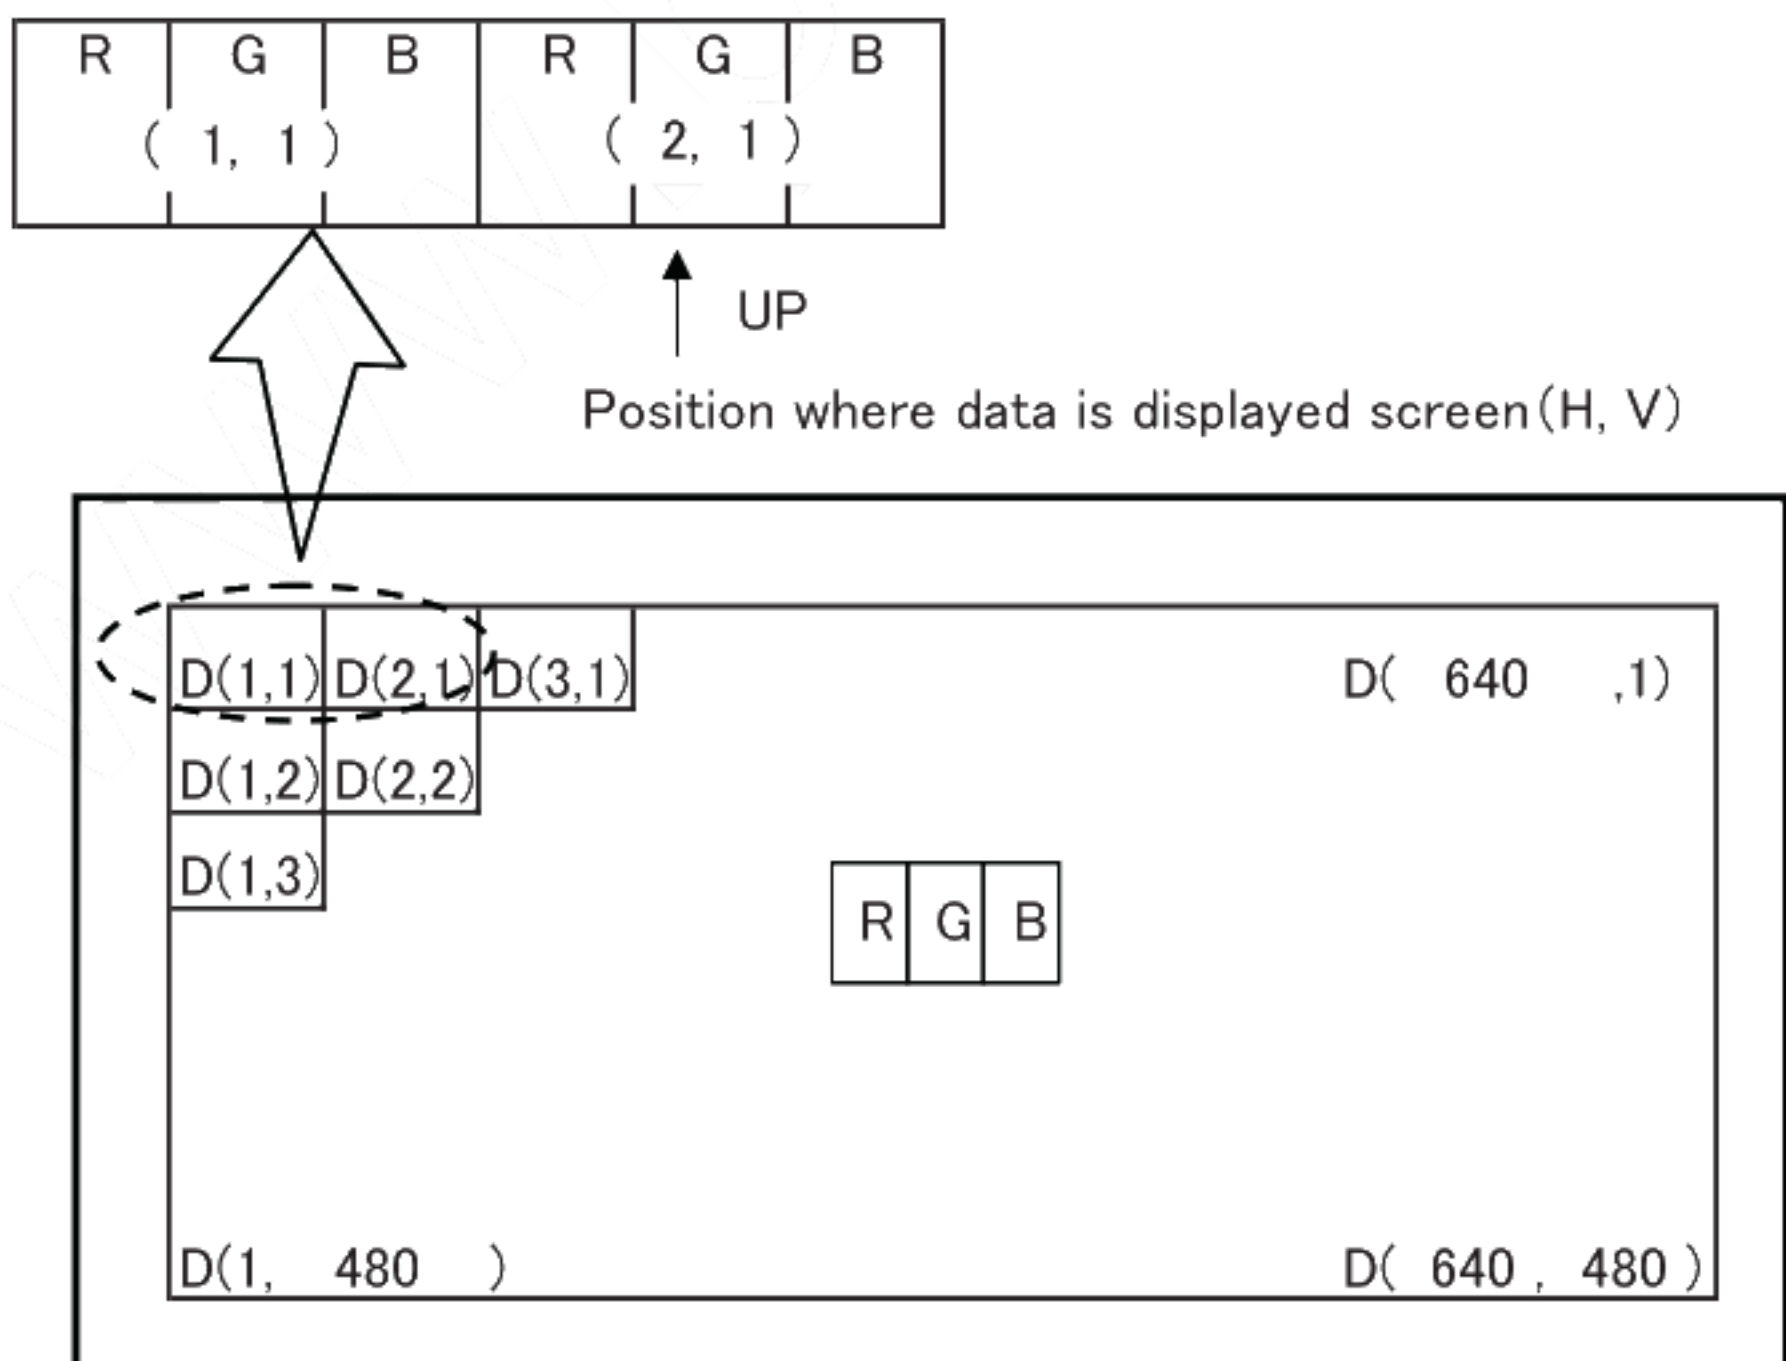 R G B R G B
( 1, 1 ) ( 2, 1 )
UP
Position where data is displayed screen(H, V)
D(1,1) D(2,1) D(3,1) D( 640 ,1)
D(1,2) D(2,2)
D(1,3)
R G B
D(1, 480 ) D( 640 , 480 )